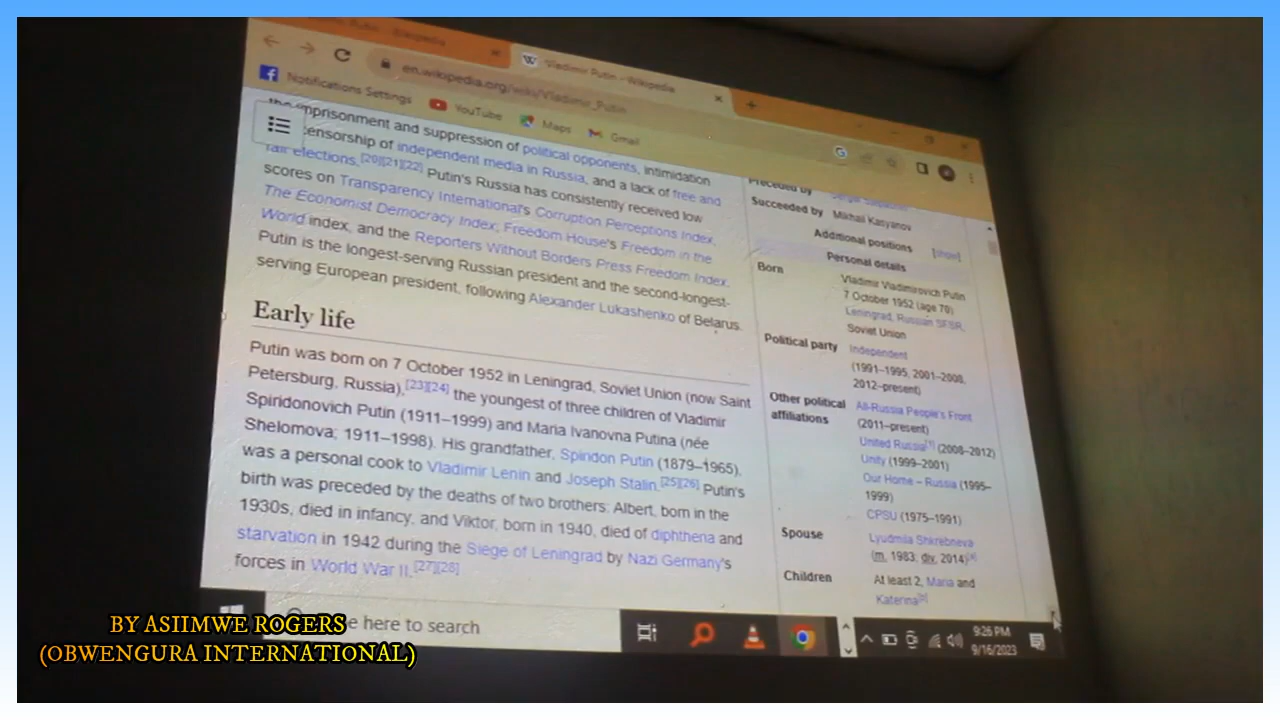 Vladimir Putin - Wikipedia
en.wikipedia.org/wiki/Vladimir_Putin
Notifications Settings YouTube Maps Gmail
the imprisonment and suppression of political opponents, intimidation
censorship of independent media in Russia, and a lack of free and
fair elections.[20][21][22] Putin's Russia has consistently received low
scores on Transparency International's Corruption Perceptions Index,
The Economist Democracy Index, Freedom House's Freedom in the
World index, and the Reporters Without Borders Press Freedom Index.
Putin is the longest-serving Russian president and the second-longest-
serving European president, following Alexander Lukashenko of Belarus.
Early life
Putin was born on 7 October 1952 in Leningrad, Soviet Union (now Saint
Petersburg, Russia),[23][24] the youngest of three children of Vladimir
Spiridonovich Putin (1911–1999) and Maria Ivanovna Putina (née
Shelomova; 1911–1998). His grandfather, Spiridon Putin (1879–1965),
was a personal cook to Vladimir Lenin and Joseph Stalin.[25][26] Putin's
birth was preceded by the deaths of two brothers: Albert, born in the
1930s, died in infancy, and Viktor, born in 1940, died of diphtheria and
starvation in 1942 during the Siege of Leningrad by Nazi Germany's
forces in World War II.[27][28]
Preceded by
Succeeded by Mikhail Kasyanov
Additional positions [show]
Personal details
Born Vladimir Vladimirovich Putin
7 October 1952 (age 70)
Leningrad, Russian SFSR,
Soviet Union
Political party Independent
(1991–1995, 2001–2008,
2012–present)
Other political affiliations All-Russia People's Front
(2011–present)
United Russia[1] (2008–2012)
Unity (1999–2001)
Our Home – Russia (1995–
1999)
CPSU (1975–1991)
Spouse Lyudmila Shkrebneva
(m. 1983; div. 2014)[a]
Children At least 2, Maria and
Katerina[b]
e here to search
9:26 PM
9/16/2023
BY ASIIMWE ROGERS
(OBWENGURA INTERNATIONAL)